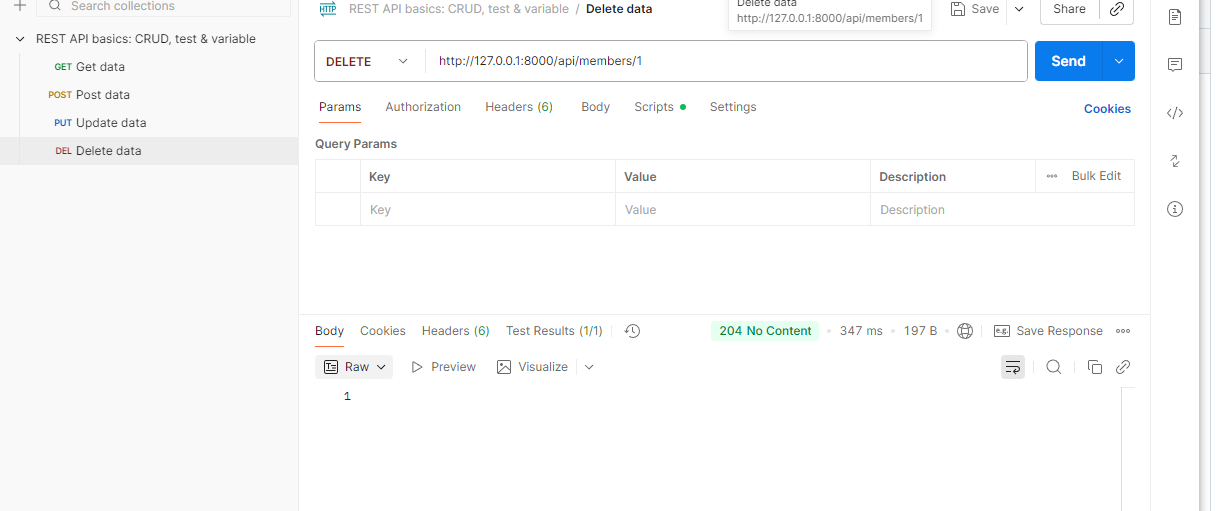 HTTP REST API basics: CRUD, test & variable / Delete data
Delete data
http://127.0.0.1:8000/api/members/1
Save
Share
Search collections
REST API basics: CRUD, test & variable
GET Get data
POST Post data
PUT Update data
DEL Delete data
DELETE http://127.0.0.1:8000/api/members/1 Send
Params Authorization Headers (6) Body Scripts Settings Cookies
Query Params
Key Value Description Bulk Edit
Key Value Description
Body Cookies Headers (6) Test Results (1/1) 204 No Content 347 ms 197 B e.g. Save Response
Raw Preview Visualize
1